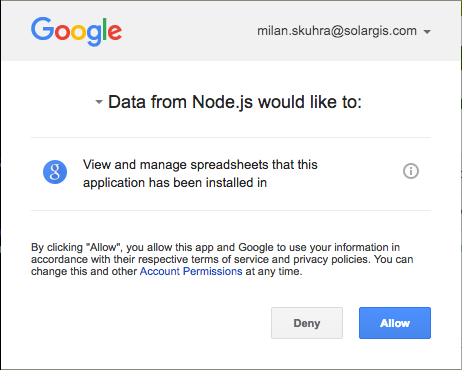 Google
milan.skuhra@solargis.com
Data from Node.js would like to:
View and manage spreadsheets that this
application has been installed in
By clicking "Allow", you allow this app and Google to use your information in
accordance with their respective terms of service and privacy policies. You can
change this and other Account Permissions at any time.
Deny
Allow